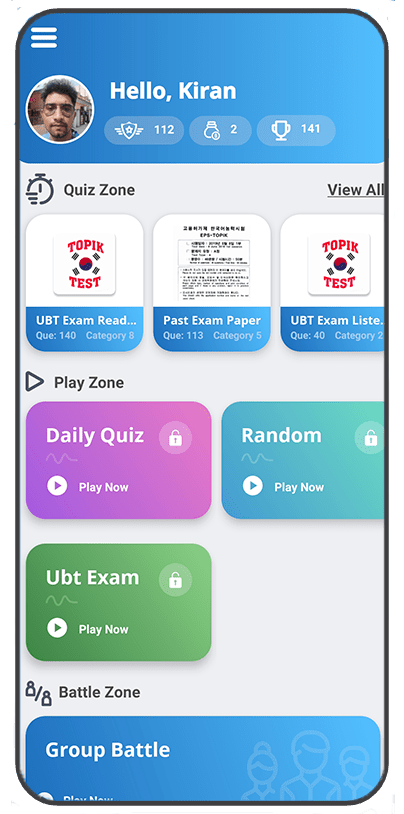 Hello, Kiran
112
2
141
Quiz Zone
View All
TOPIK
TEST
UBT Exam Read...
Que: 140 Category 8
고용허가제 한국어능력시험
EPS-TOPIK
Past Exam Paper
Que: 113 Category 5
TOPIK
TEST
UBT Exam Liste.
Que: 40 Category 2
Play Zone
Daily Quiz
Play Now
Random
Play Now
Ubt Exam
Play Now
Battle Zone
Group Battle
Play Now